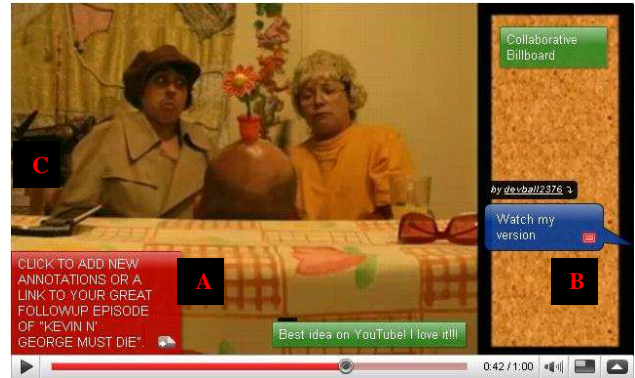 Collaborative
Billboard
C
by devball2376
Watch my
version
CLICK TO ADD NEW
ANNOTATIONS OR A
LINK TO YOUR GREAT
FOLLOWUP EPISODE
OF "KEVIN N'
GEORGE MUST DIE".
A
B
Best idea on YouTube! I love it!!!
0:42 / 1:00